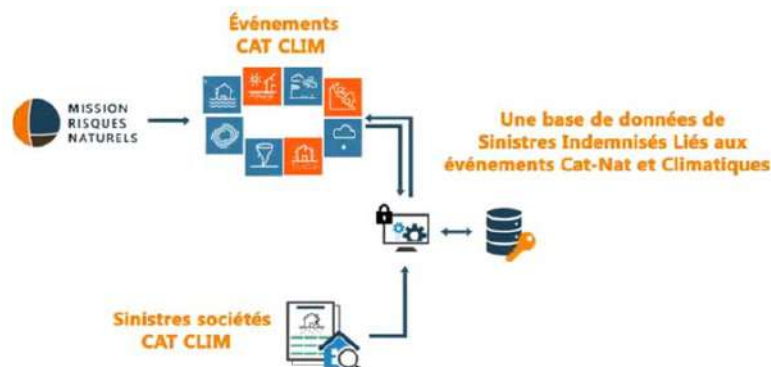 Événements
CAT CLIM
MISSION
RISQUES
NATURELS
Une base de données de
Sinistres Indemnisés Liés aux
événements Cat-Nat et Climatiques
Sinistres sociétés
CAT CLIM